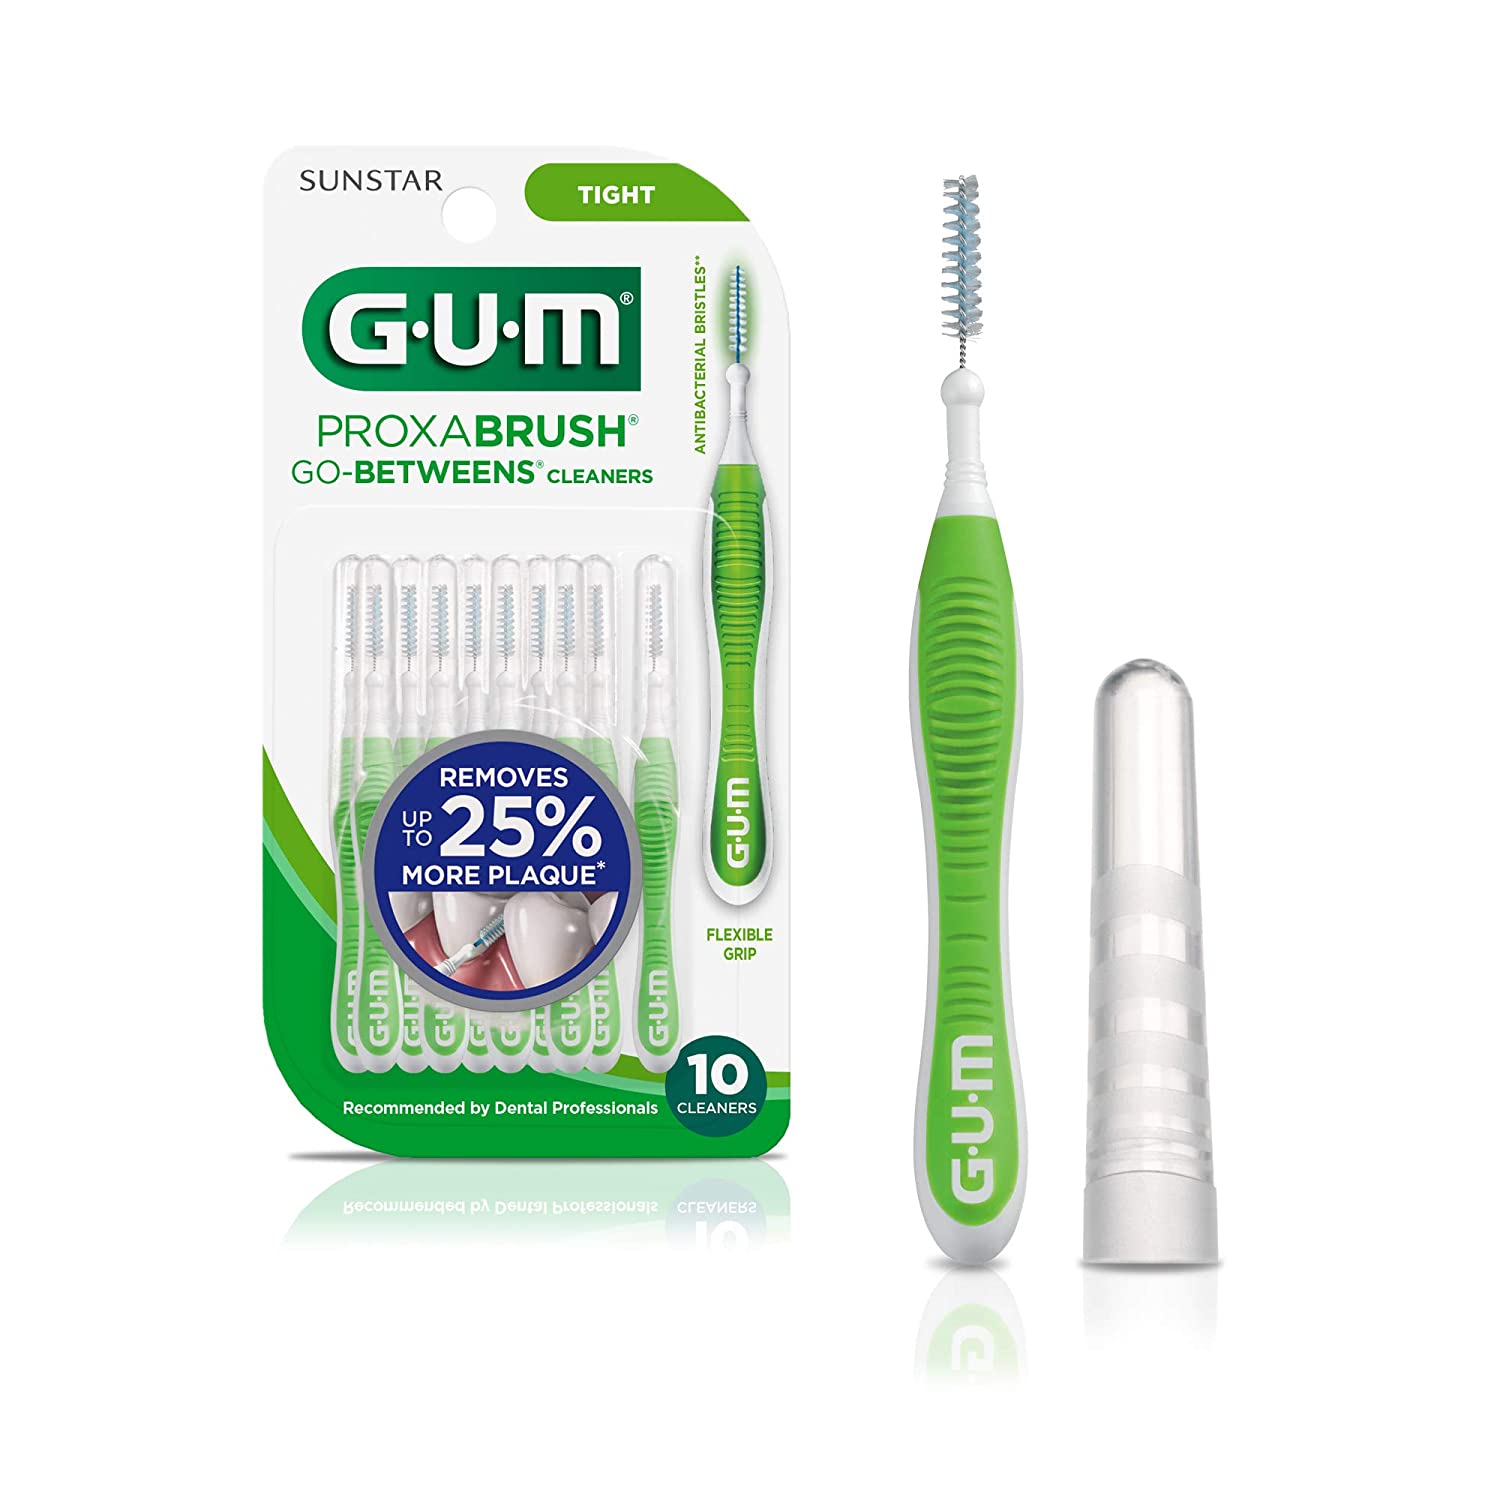 SUNSTAR
TIGHT
G·U·M®
PROXABRUSH®
GO-BETWEENS® CLEANERS
ANTIBACTERIAL BRISTLES**
G·U·M
FLEXIBLE
GRIP
REMOVES
UP TO 25%
MORE PLAQUE*
G·U·M
G·U·M
G·U·M
G·U·M
G·U·M
G·U·M
G·U·M
G·U·M
G·U·M
G·U·M
10
CLEANERS
Recommended by Dental Professionals
G·U·M